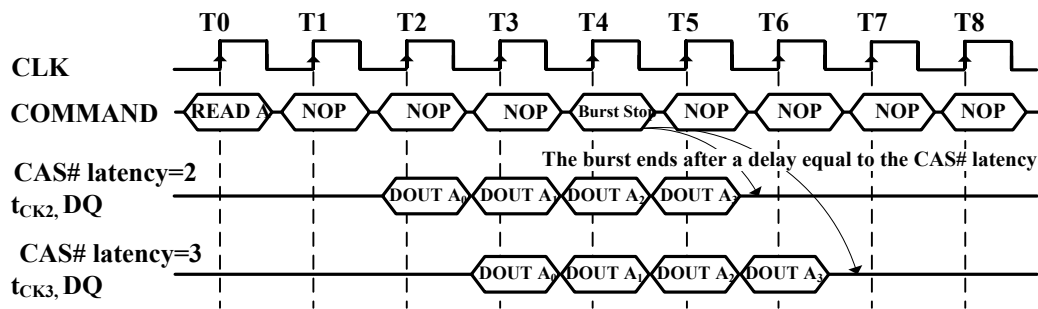 T0 T1 T2 T3 T4 T5 T6 T7 T8
CLK
COMMAND READ A NOP NOP NOP Burst Stop NOP NOP NOP NOP
The burst ends after a delay equal to the CAS# latency
CAS# latency=2
tCK2, DQ DOUT A0 DOUT A1 DOUT A2 DOUT A3
CAS# latency=3
tCK3, DQ DOUT A0 DOUT A1 DOUT A2 DOUT A3